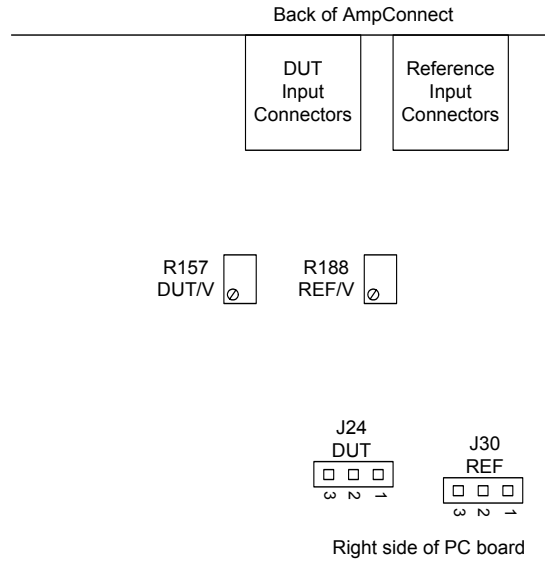 Back of AmpConnect
DUT
Input
Connectors
Reference
Input
Connectors
R157
DUT/V
R188
REF/V
J24
DUT
3 2 1
J30
REF
3 2 1
Right side of PC board